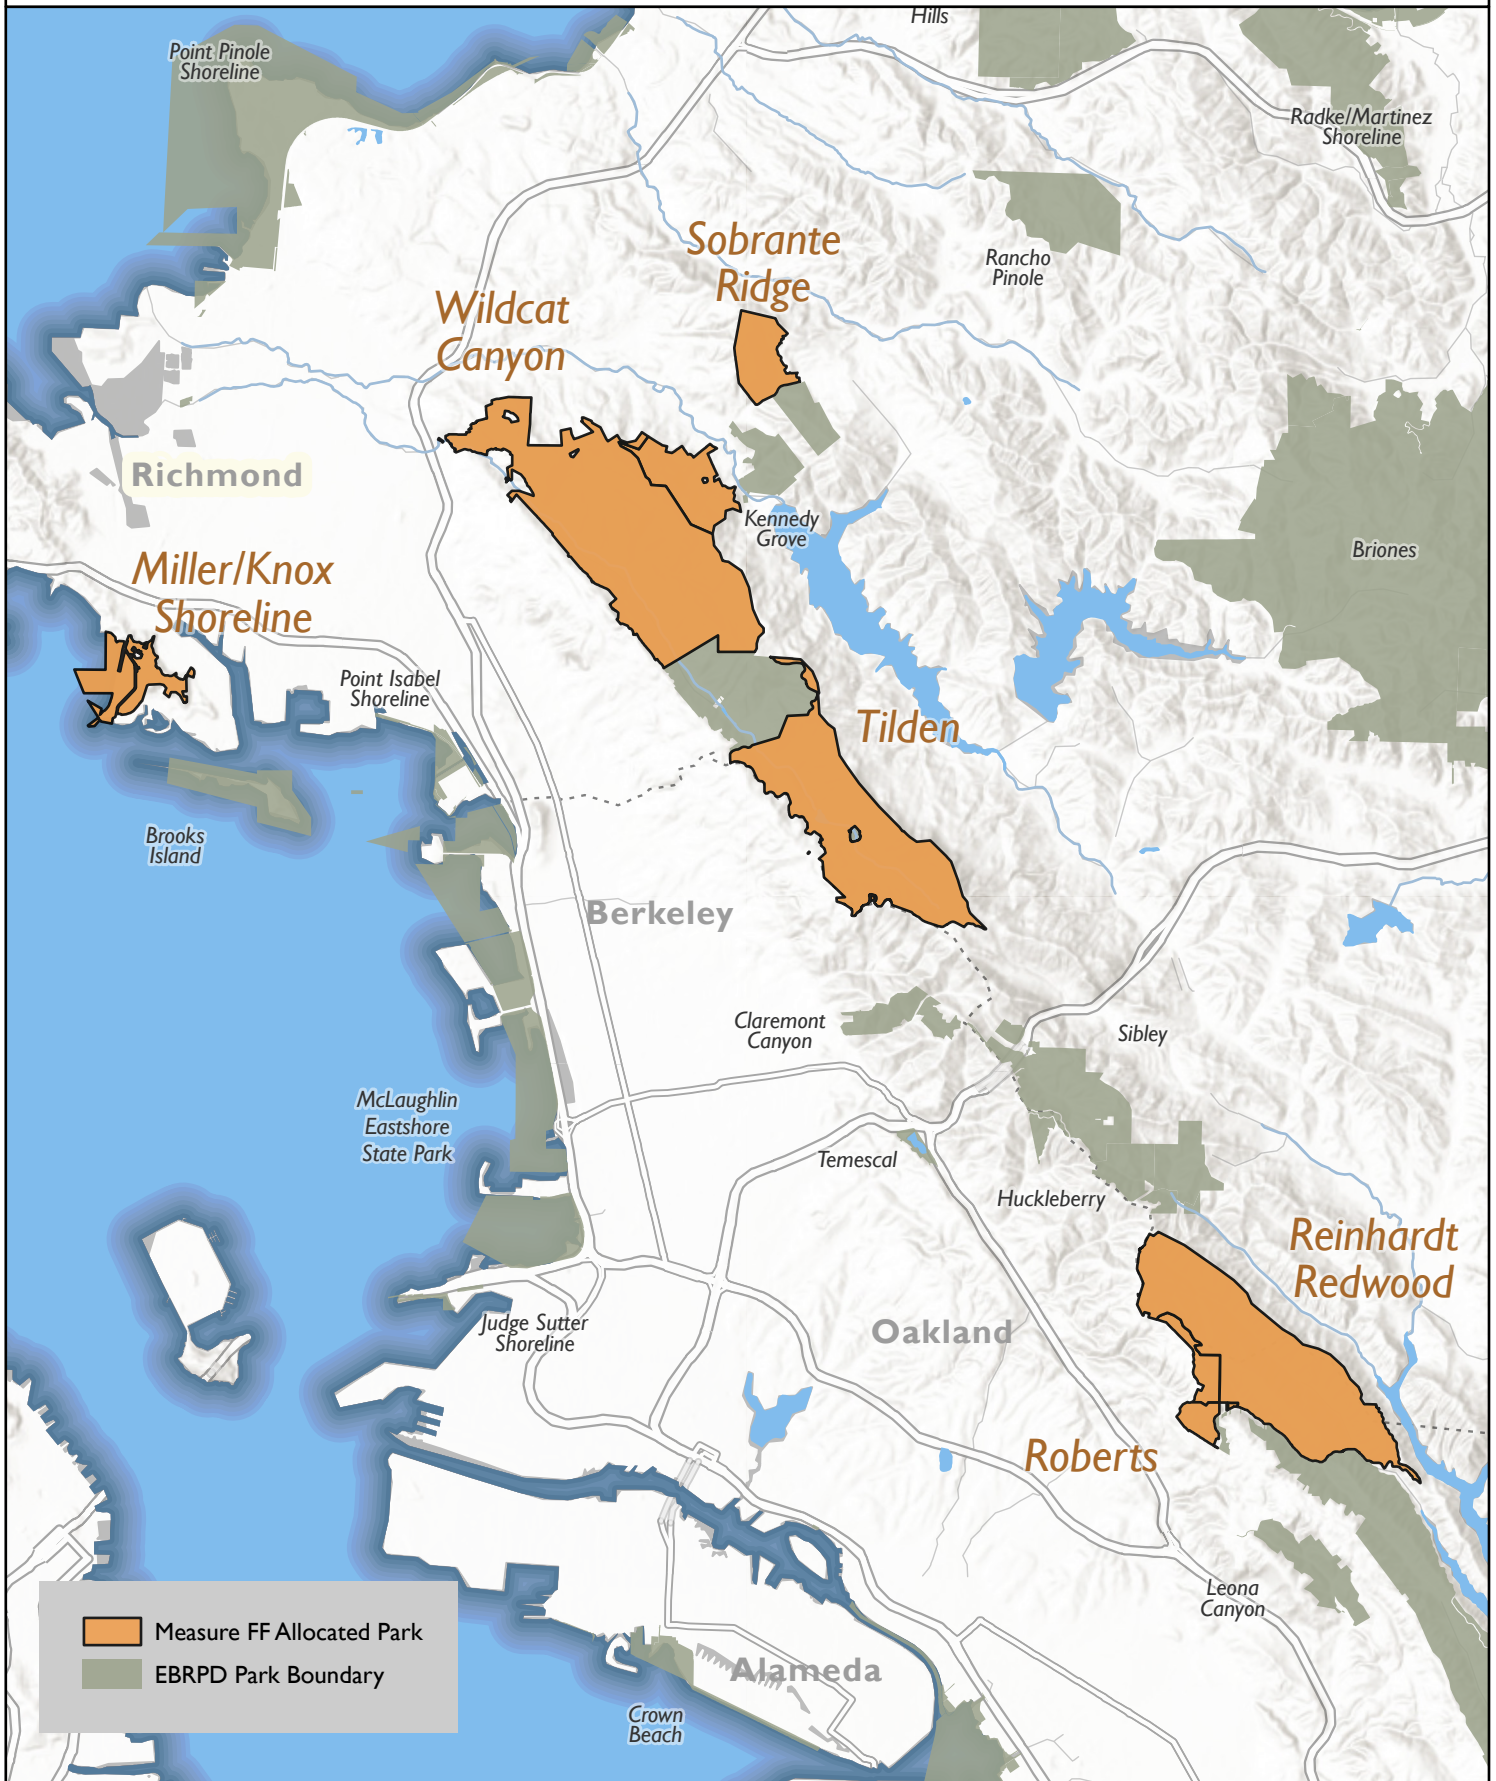 Hills
Point Pinole
Shoreline
Radke/Martinez
Shoreline
Sobrante
Ridge
Rancho
Pinole
Wildcat
Canyon
Richmond
Kennedy
Grove
Briones
Miller/Knox
Shoreline
Point Isabel
Shoreline
Tilden
Brooks
Island
Berkeley
Claremont
Canyon
Sibley
McLaughlin
Eastshore
State Park
Temescal
Huckleberry
Reinhardt
Redwood
Judge Sutter
Shoreline
Oakland
Roberts
Leona
Canyon
Measure FF Allocated Park
EBRPD Park Boundary
Alameda
Crown
Beach